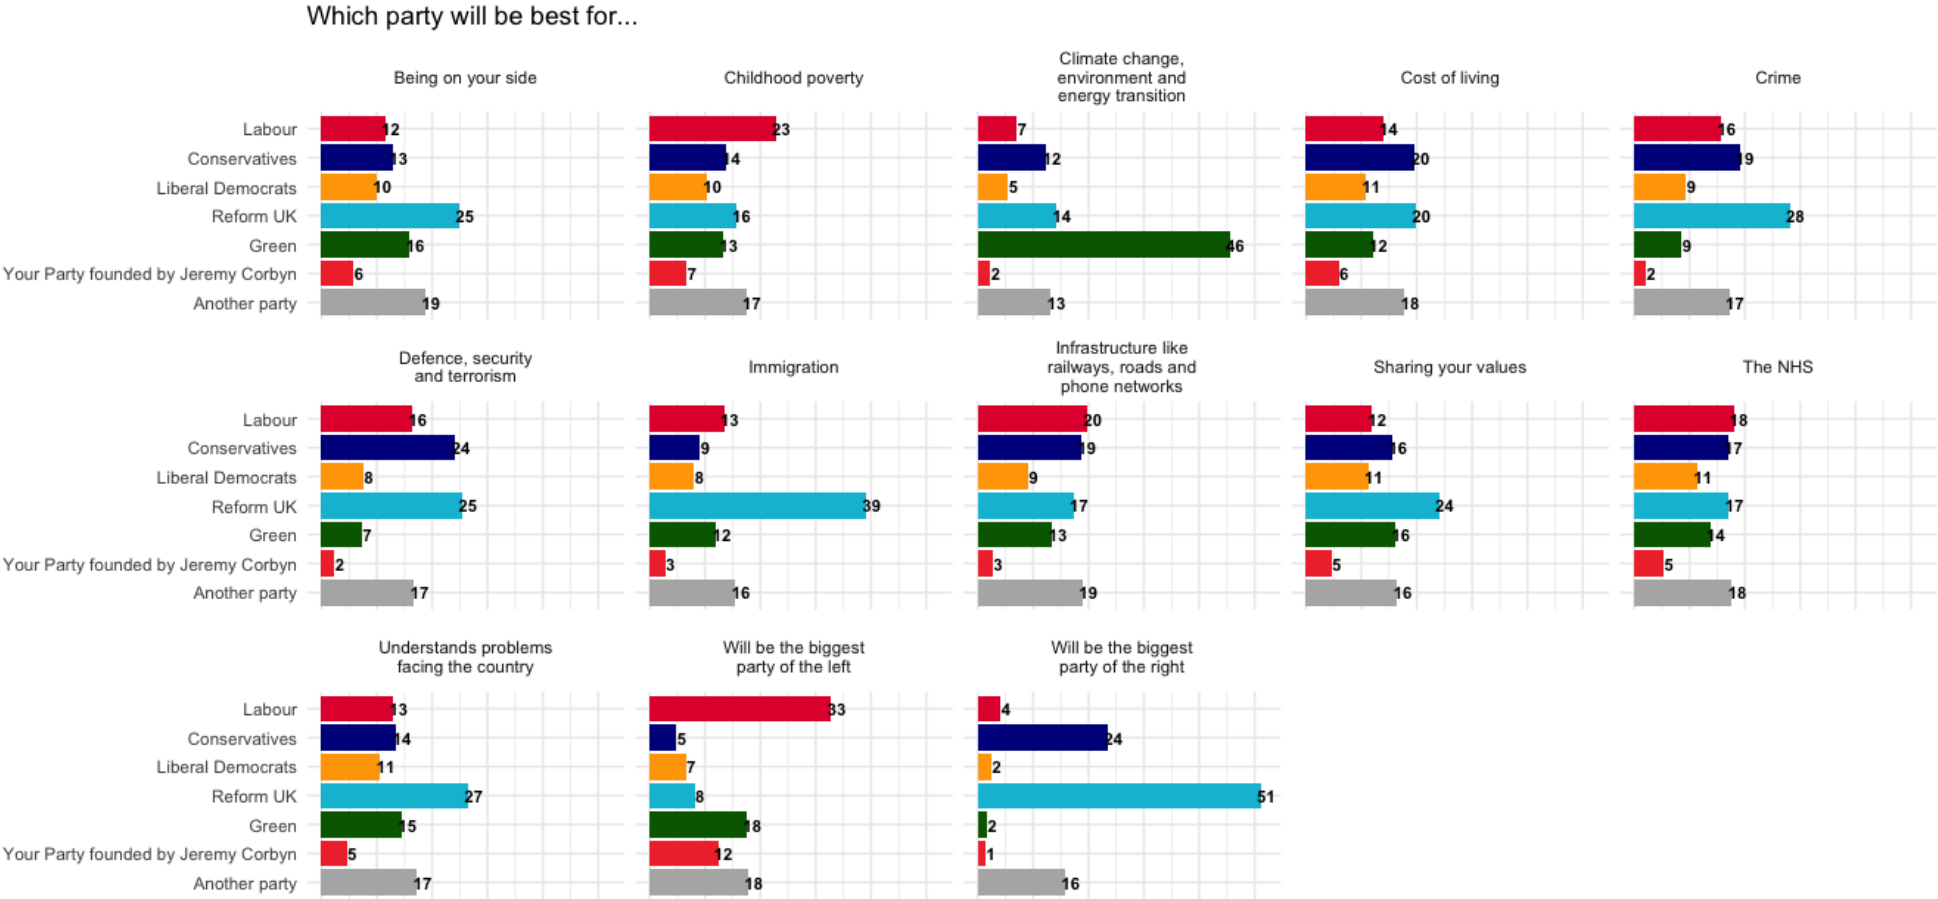 Which party will be best for...
Being on your side
Childhood poverty
Climate change,
environment and
energy transition
Cost of living
Crime
Labour 12 23 7 14 16
Conservatives 13 14 12 20 19
Liberal Democrats 10 10 5 11 9
Reform UK 25 16 14 20 28
Green 16 13 46 12 9
Your Party founded by Jeremy Corbyn 6 7 2 6 2
Another party 19 17 13 18 17
Defence, security
and terrorism
Immigration
Infrastructure like
railways, roads and
phone networks
Sharing your values
The NHS
Labour 16 13 20 12 18
Conservatives 24 9 19 16 17
Liberal Democrats 8 8 9 11 11
Reform UK 25 39 17 24 17
Green 7 12 13 16 14
Your Party founded by Jeremy Corbyn 2 3 3 5 5
Another party 17 16 19 16 18
Understands problems
facing the country
Will be the biggest
party of the left
Will be the biggest
party of the right
Labour 13 33 4
Conservatives 14 5 24
Liberal Democrats 11 7 2
Reform UK 27 8 51
Green 15 18 2
Your Party founded by Jeremy Corbyn 5 12 1
Another party 17 18 16